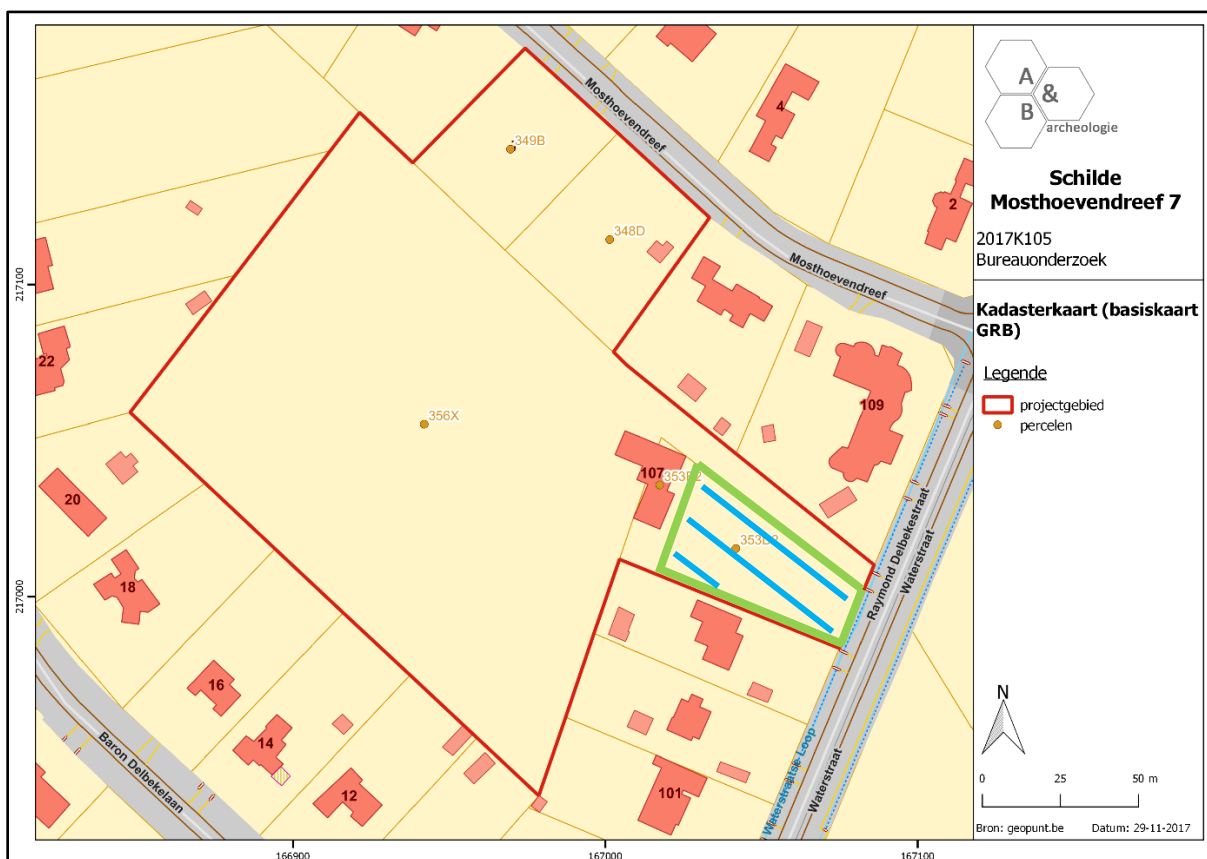 Mosthoevendreef
4
349B
2
348D
Mosthoevendreef
217100
22
109
356X
107
353E2
20
353D2
18
217000
Raymond Delbekestraat
Waterstraat
16
14
12
101
Baron Delbekelaan
Waterstraatse Loop
Waterstraat
166900
167000
167100
A
&
B
archeologie
Schilde
Mosthoevendreef 7
2017K105
Bureauonderzoek
Kadasterkaart (basiskaart
GRB)
Legende
projectgebied
percelen
N
0 25 50 m
Bron: geopunt.be Datum: 29-11-2017